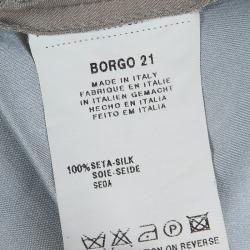 BORGO 21
MADE IN ITALY
FABRIQUE EN ITALIE
IN ITALIEN GEMACHT
HECHO EN ITALIA
FEITO EM ITALIA
100%SETA-SILK
SOIE-SEIDE
SEDA
ON REVERSE